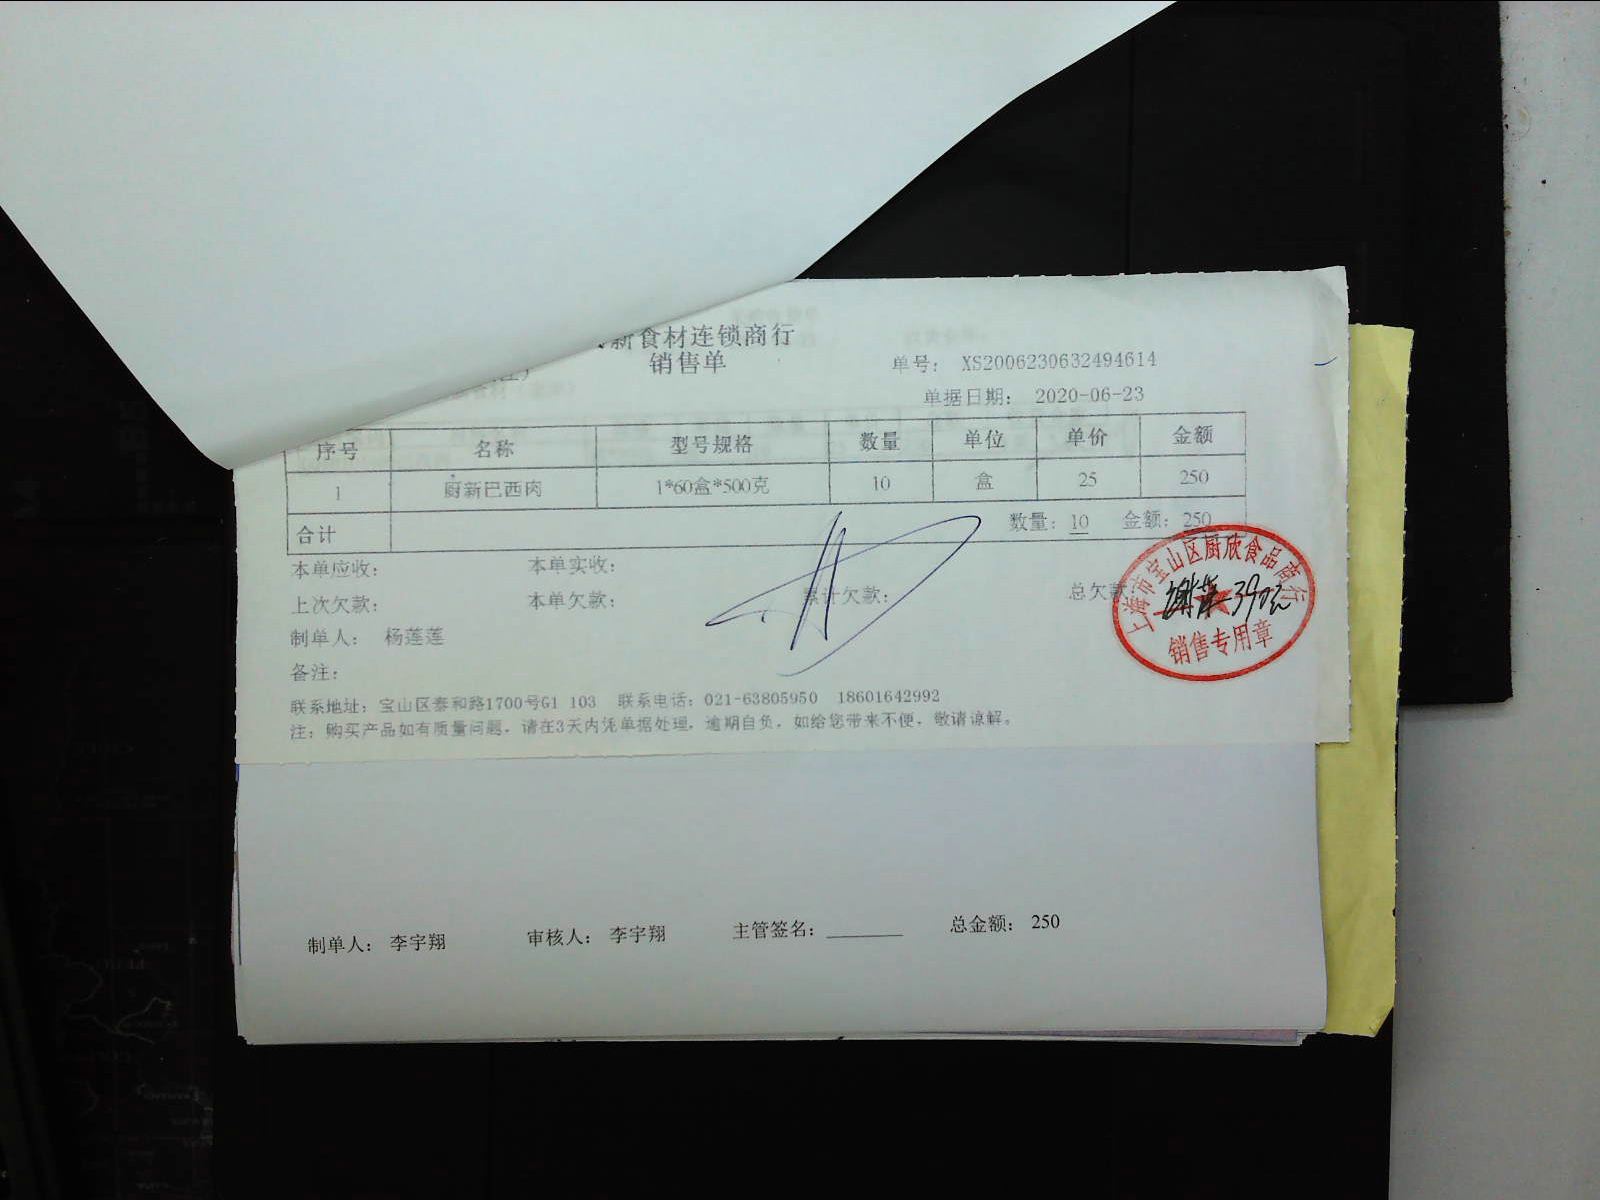 新食材连锁商行
销售单
单号： XS2006230632494614
单据日期： 2020-06-23
序号 名称 型号规格 数量 单位 单价 金额
1 厨新巴西肉 1*60盒*500克 10 盒 25 250
合计 数量：10 金额：250
本单应收： 本单实收：
上次欠款： 本单欠款： 累计欠款： 总欠款
制单人： 杨莲莲
备注：
联系地址：宝山区泰和路1700号G1 103 联系电话：021-63805950 18601642992
注：购买产品如有质量问题，请在3天内凭单据处理，逾期自负，如给您带来不便，敬请谅解。
上海市宝山区厨欣食品商行
销售专用章
制单人： 李宇翔 审核人： 李宇翔 主管签名： 总金额： 250